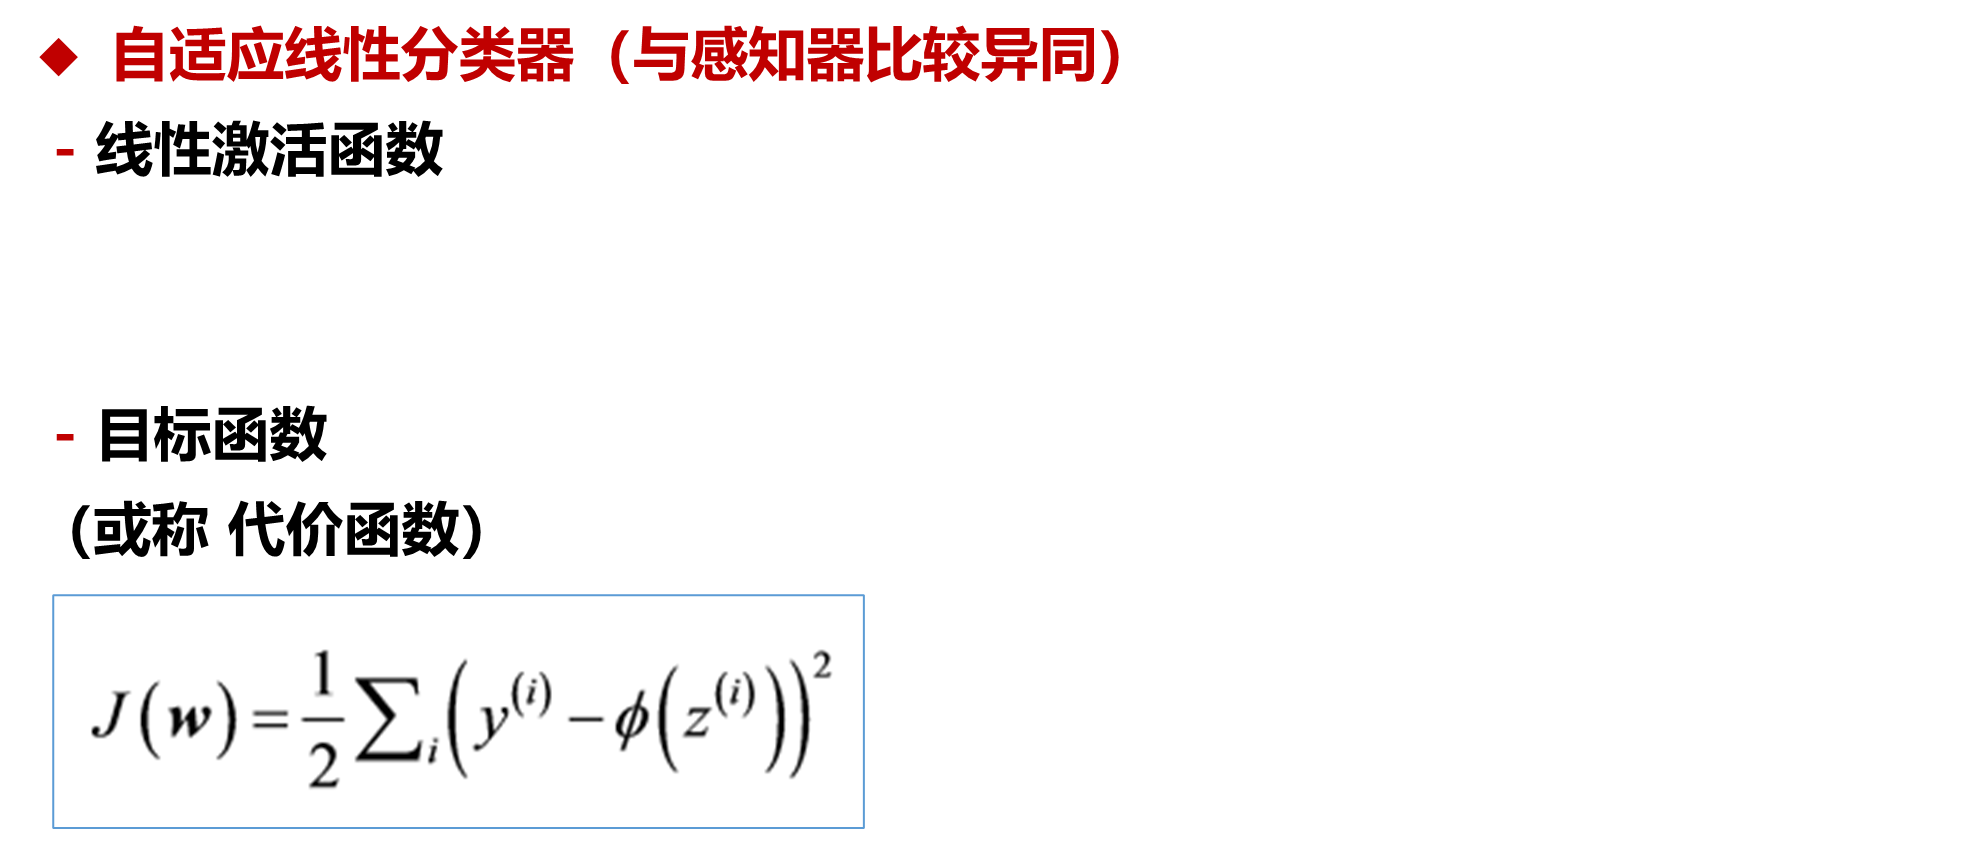 ◆ 自适应线性分类器（与感知器比较异同）
- 线性激活函数
- 目标函数
(或称 代价函数)
J(w) = \frac{1}{2} \sum_i \left( y^{(i)} - \phi\left( z^{(i)} \right) \right)^2